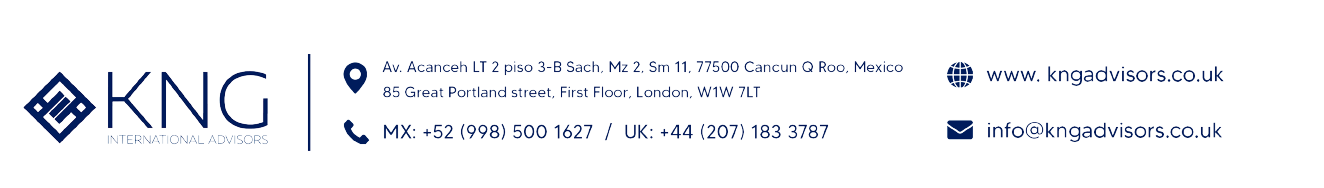 KNG
INTERNATIONAL ADVISORS
Av. Acanceh LT 2 piso 3-B Sach, Mz 2, Sm 11, 77500 Cancun Q Roo, Mexico
85 Great Portland street, First Floor, London, W1W 7LT
MX: +52 (998) 500 1627 / UK: +44 (207) 183 3787
www. kngadvisors.co.uk
info@kngadvisors.co.uk